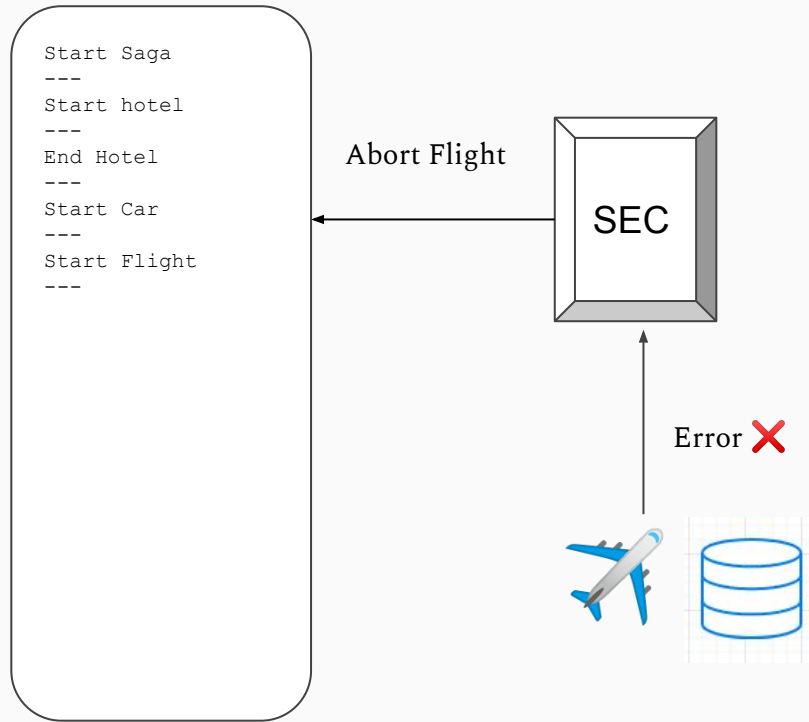 Start Saga
---
Start hotel
---
End Hotel
---
Start Car
---
Start Flight
---
Abort Flight
SEC
Error ❌